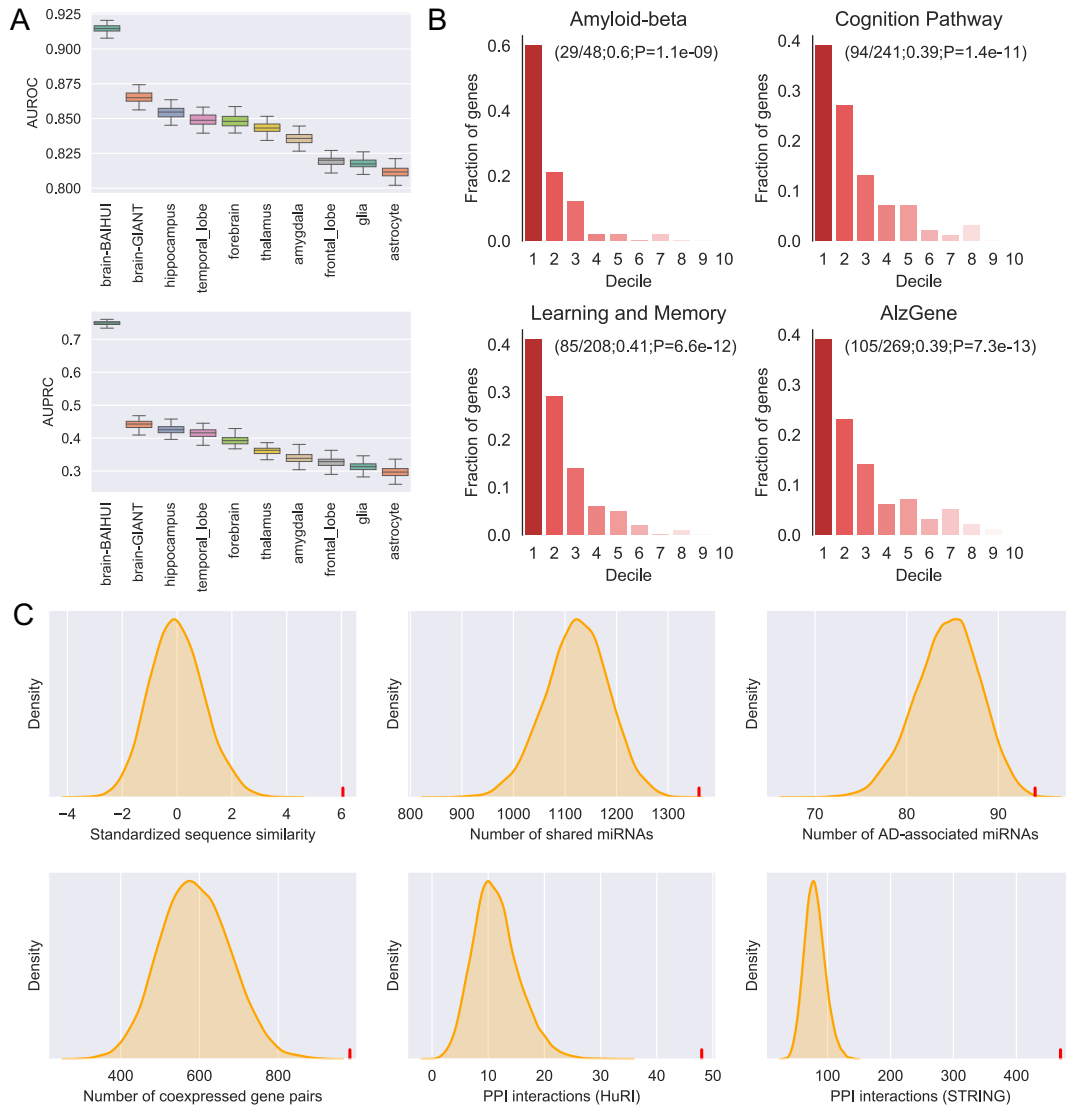 A
0.925
0.900
0.875
0.850
0.825
0.800
AUROC
brain-BAIHUI
brain-GIANT
hippocampus
temporal_lobe
forebrain
thalamus
amygdala
frontal_lobe
glia
astrocyte
0.7
0.6
0.5
0.4
0.3
AUPRC
brain-BAIHUI
brain-GIANT
hippocampus
temporal_lobe
forebrain
thalamus
amygdala
frontal_lobe
glia
astrocyte
B
Amyloid-beta
(29/48;0.6;P=1.1e-09)
0.6
0.4
0.2
0.0
Fraction of genes
1 2 3 4 5 6 7 8 9 10
Decile
Cognition Pathway
(94/241;0.39;P=1.4e-11)
0.4
0.3
0.2
0.1
0.0
Fraction of genes
1 2 3 4 5 6 7 8 9 10
Decile
Learning and Memory
(85/208;0.41;P=6.6e-12)
0.4
0.3
0.2
0.1
0.0
Fraction of genes
1 2 3 4 5 6 7 8 9 10
Decile
AlzGene
(105/269;0.39;P=7.3e-13)
0.4
0.3
0.2
0.1
0.0
Fraction of genes
1 2 3 4 5 6 7 8 9 10
Decile
C
Density
−4 −2 0 2 4 6
Standardized sequence similarity
Density
800 900 1000 1100 1200 1300
Number of shared miRNAs
Density
70 80 90
Number of AD-associated miRNAs
Density
400 600 800
Number of coexpressed gene pairs
Density
0 10 20 30 40 50
PPI interactions (HuRI)
Density
100 200 300 400
PPI interactions (STRING)